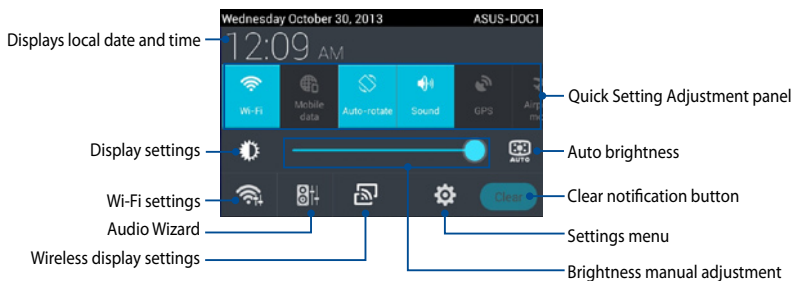 Wednesday October 30, 2013 ASUS-DOC1
Displays local date and time
12:09 AM
Wi-Fi
Mobile data
Auto-rotate
Sound
GPS
Quick Setting Adjustment panel
Display settings
AUTO
Auto brightness
Wi-Fi settings
Clear
Clear notification button
Audio Wizard
Settings menu
Wireless display settings
Brightness manual adjustment